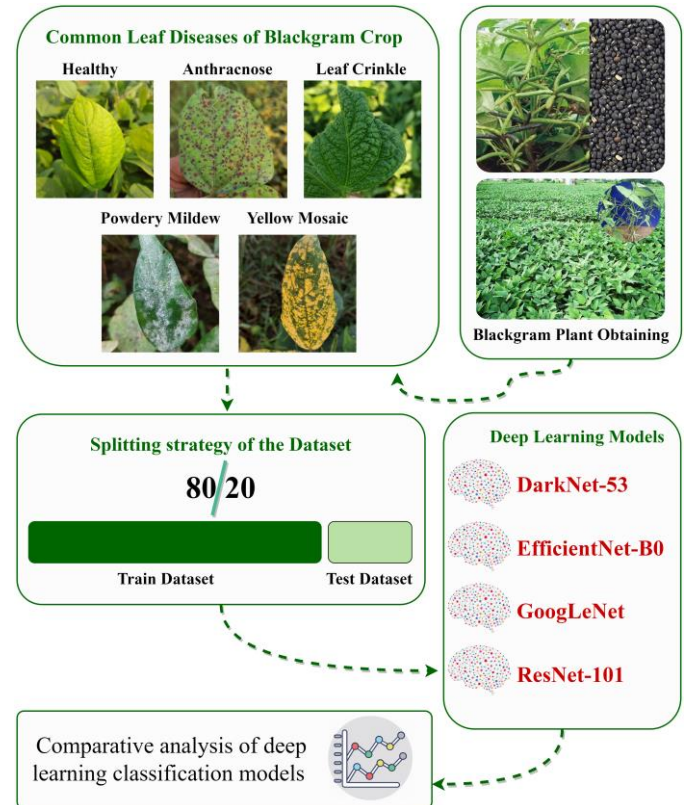 Common Leaf Diseases of Blackgram Crop
Healthy
Anthracnose
Leaf Crinkle
Powdery Mildew
Yellow Mosaic
Blackgram Plant Obtaining
Splitting strategy of the Dataset
80/20
Train Dataset
Test Dataset
Deep Learning Models
DarkNet-53
EfficientNet-B0
GoogLeNet
ResNet-101
Comparative analysis of deep
learning classification models